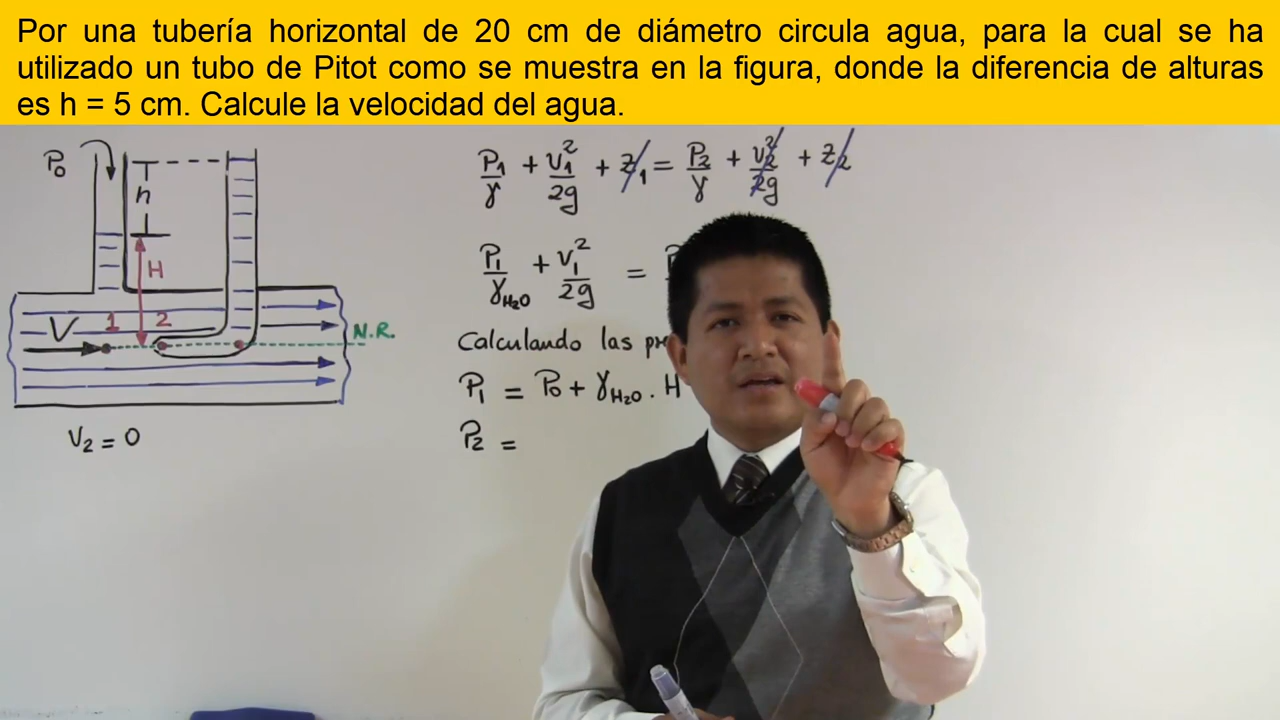 Por una tubería horizontal de 20 cm de diámetro circula agua, para la cual se ha
utilizado un tubo de Pitot como se muestra en la figura, donde la diferencia de alturas
es h = 5 cm. Calcule la velocidad del agua.
P₀
h
H
V 1 2
N.R.
V₂ = 0
P₁/γ + V₁²/2g + z₁ = P₂/γ + V₂²/2g + z₂
P₁/γH₂O + V₁²/2g =
Calculando las
P₁ = P₀ + γH₂O . H
P₂ =